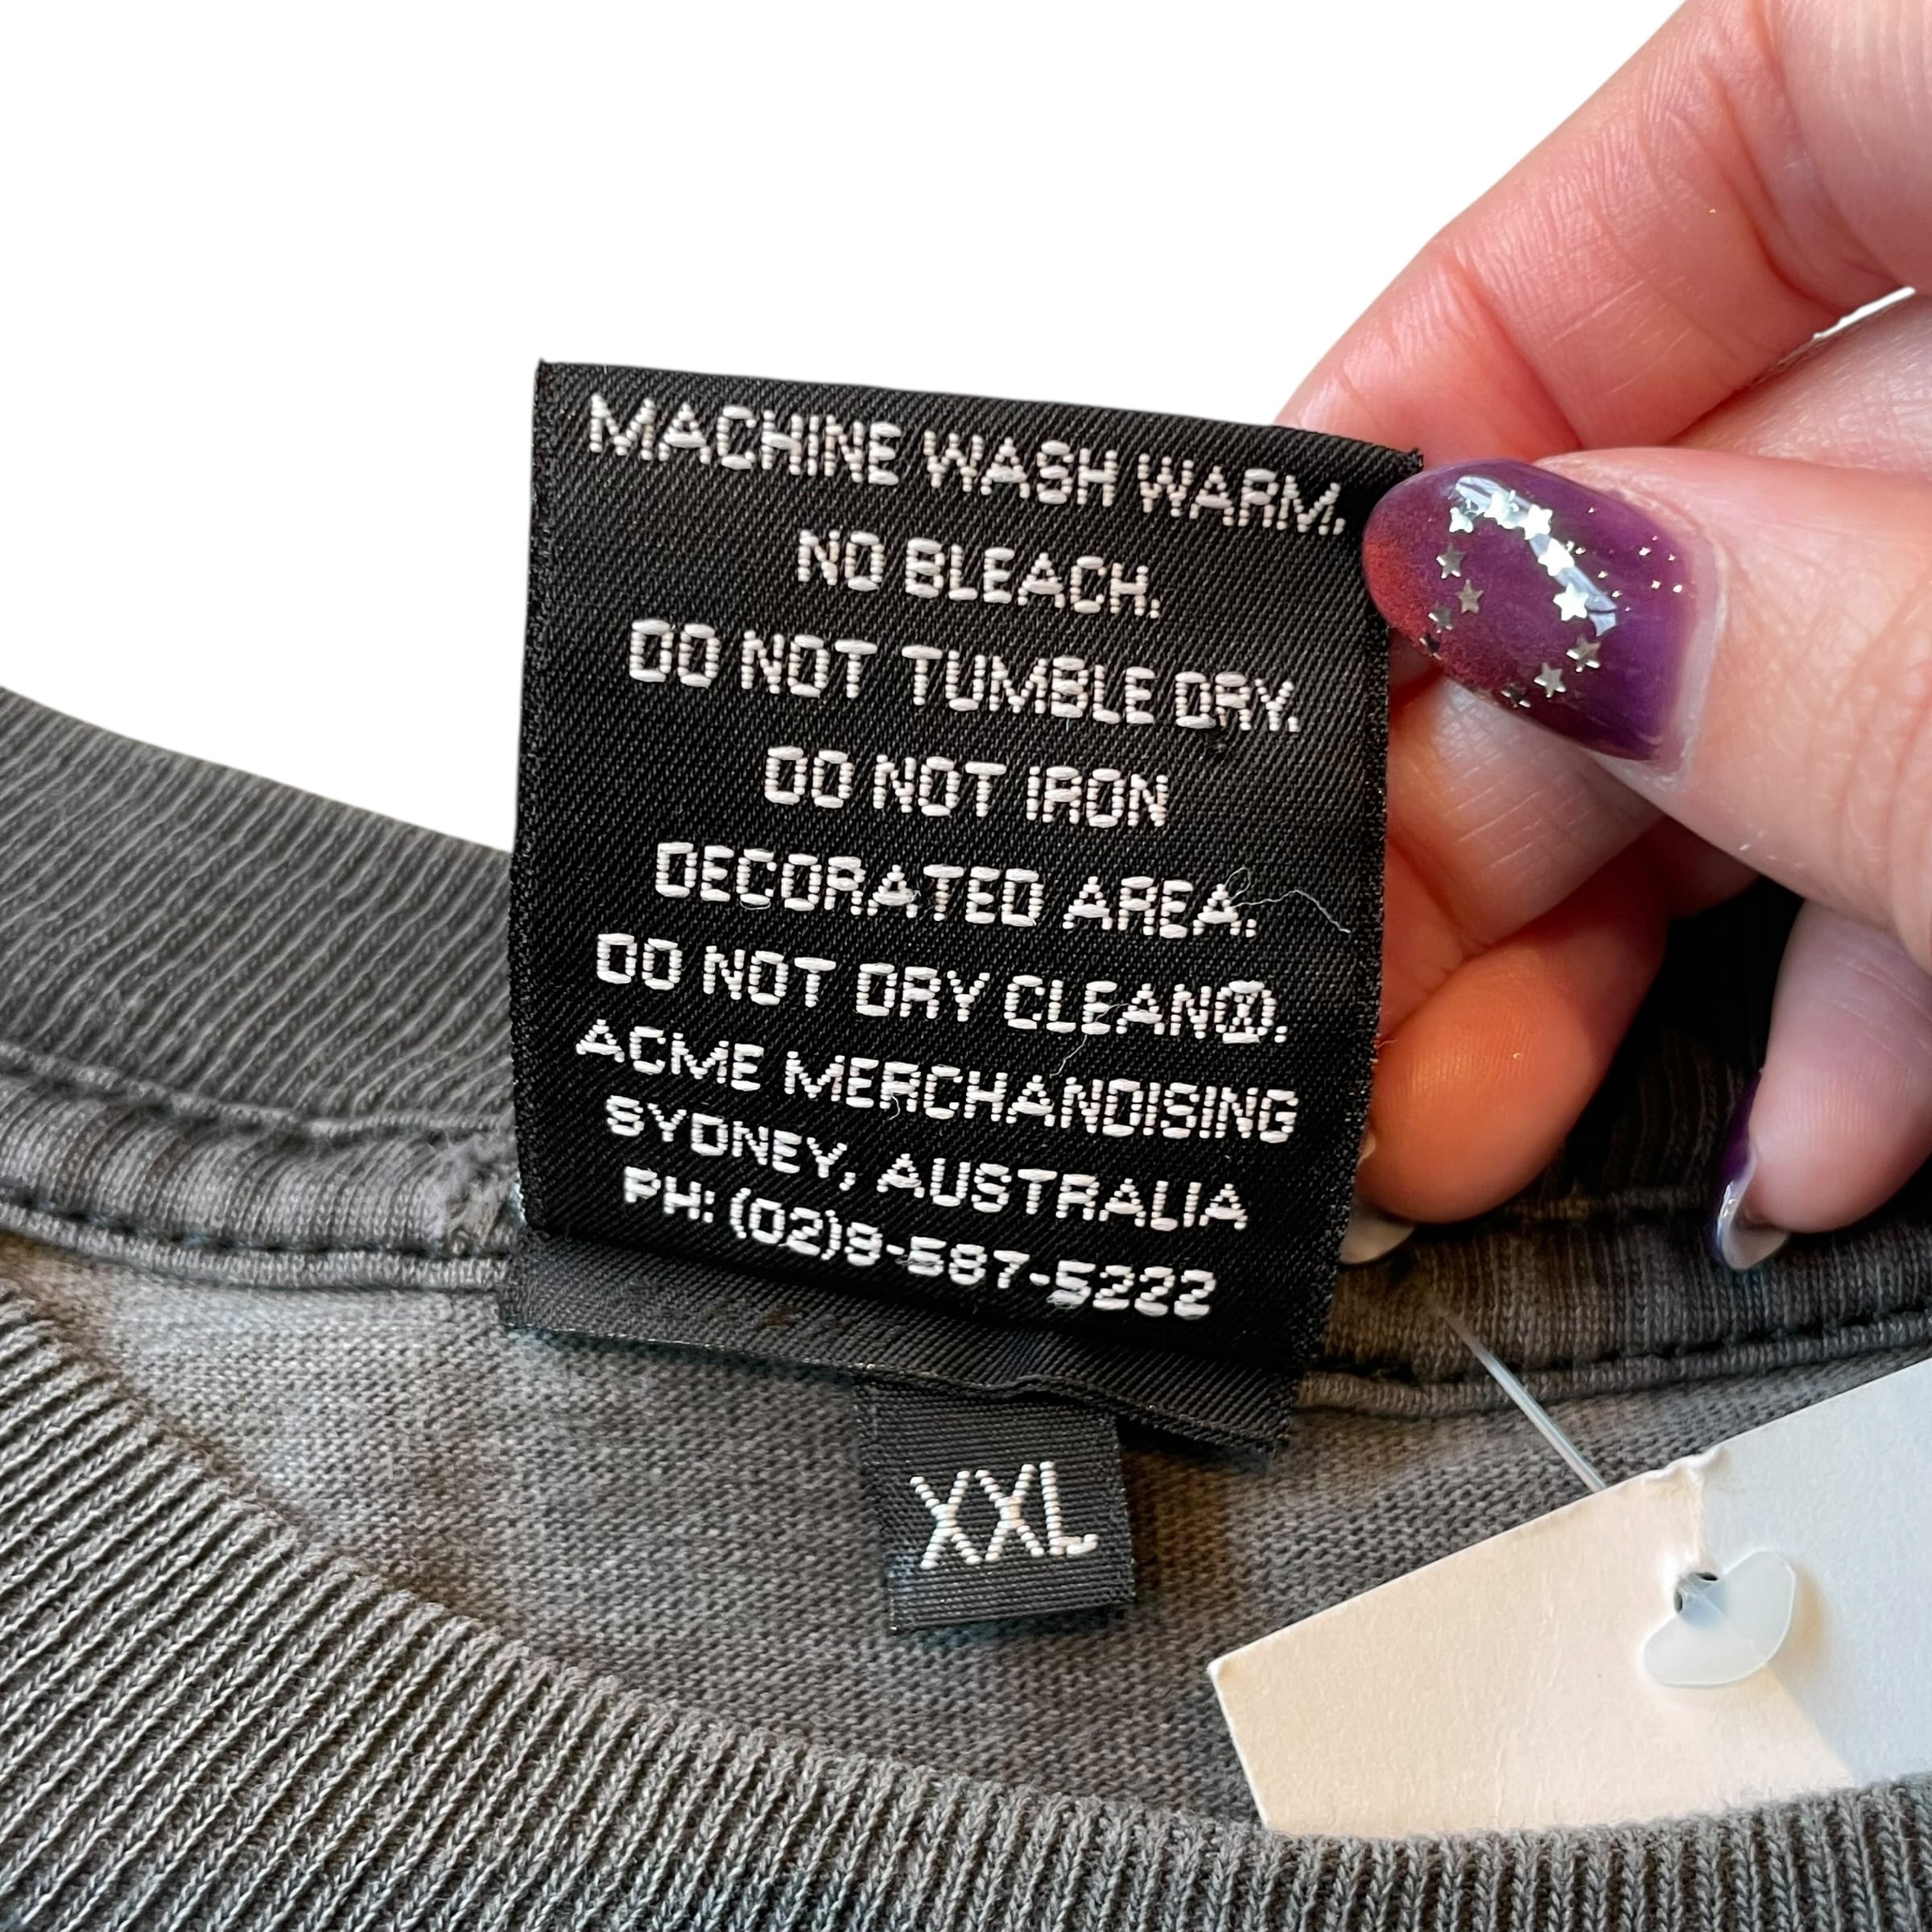 MACHINE WASH WARM.
NO BLEACH.
DO NOT TUMBLE DRY.
DO NOT IRON
DECORATED AREA.
DO NOT DRY CLEAN Ⓐ.
ACME MERCHANDISING
SYDNEY, AUSTRALIA
PH: (02)9-587-5222
XXL